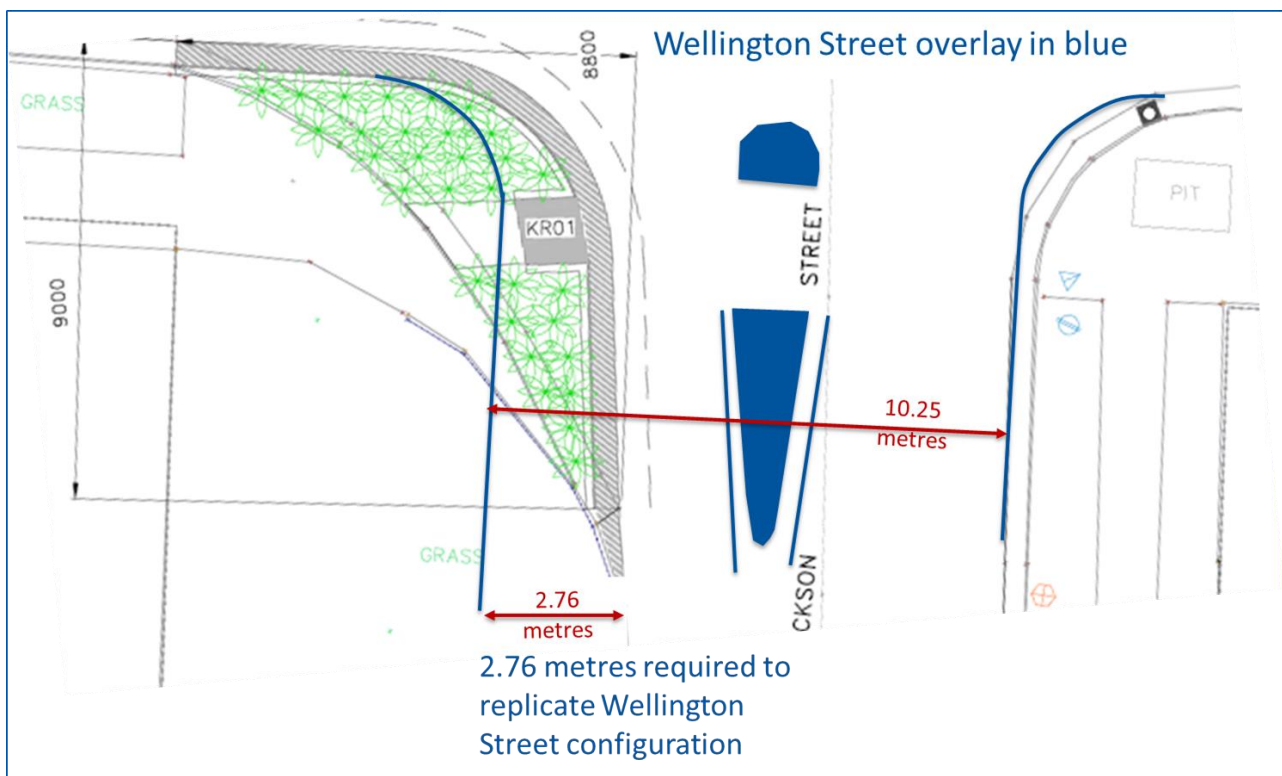 Wellington Street overlay in blue
8800
GRASS
KR01
STREET
PIT
9000
10.25
metres
GRASS
CKSON
2.76
metres
2.76 metres required to
replicate Wellington
Street configuration